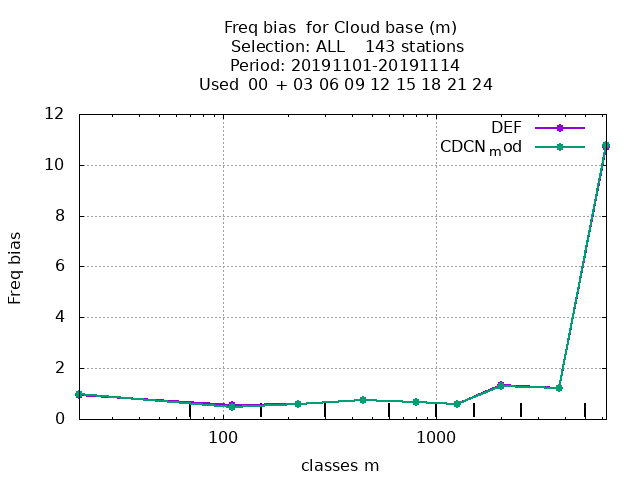 Freq bias  for Cloud base (m)
Selection: ALL    143 stations
Period: 20191101-20191114
Used  00 + 03 06 09 12 15 18 21 24
12
10
8
6
4
2
0
Freq bias
DEF
CDCNmod
100
1000
classes m